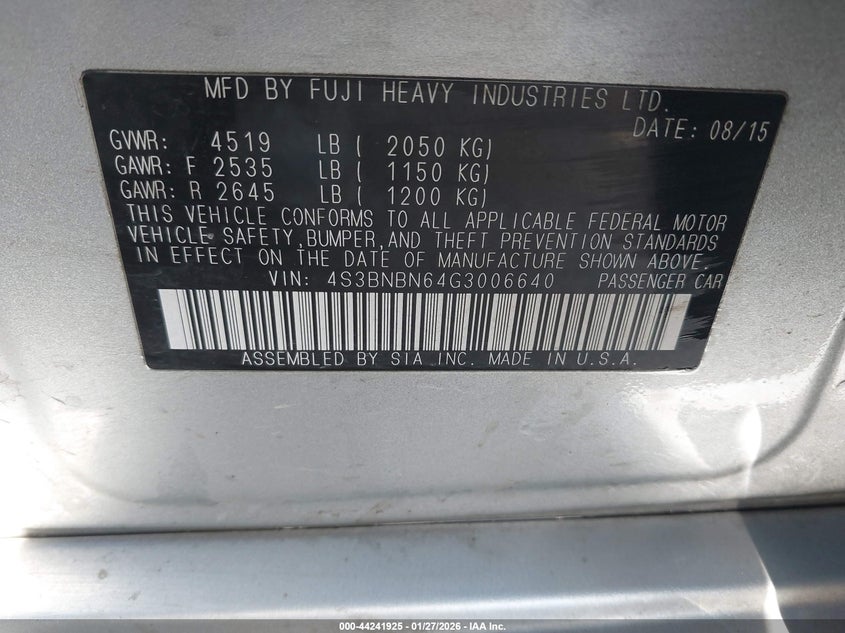 MFD BY FUJI HEAVY INDUSTRIES LTD.
DATE: 08/15
GVWR: 4519 LB ( 2050 KG)
GAWR: F 2535 LB ( 1150 KG)
GAWR: R 2645 LB ( 1200 KG)
THIS VEHICLE CONFORMS TO ALL APPLICABLE FEDERAL MOTOR
VEHICLE SAFETY,BUMPER,AND THEFT PREVENTION STANDARDS
IN EFFECT ON THE DATE OF MANUFACTURE SHOWN ABOVE.
VIN: 4S3BNBN64G3006640 PASSENGER CAR
ASSEMBLED BY SIA INC. MADE IN U.S.A.
000-44241925 - 01/27/2026 - IAA Inc.